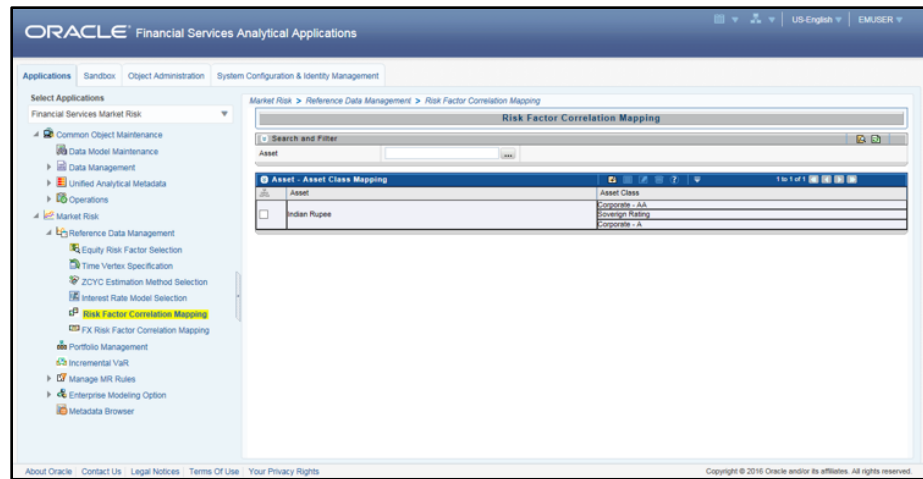 US-English EMUSER
ORACLE® Financial Services Analytical Applications
Applications Sandbox Object Administration System Configuration & Identity Management
Select Applications
Financial Services Market Risk
Common Object Maintenance
Data Model Maintenance
Data Management
Unified Analytical Metadata
Operations
Market Risk
Reference Data Management
Equity Risk Factor Selection
Time Vertex Specification
ZCYC Estimation Method Selection
Interest Rate Model Selection
Risk Factor Correlation Mapping
FX Risk Factor Correlation Mapping
Portfolio Management
Incremental VaR
Manage MR Rules
Enterprise Modeling Option
Metadata Browser
Market Risk > Reference Data Management > Risk Factor Correlation Mapping
Risk Factor Correlation Mapping
Search and Filter
Asset ...
Asset - Asset Class Mapping 1 to 1 of 1
Asset Asset Class
Indian Rupee
Corporate - AA
Soverign Rating
Corporate - A
About Oracle Contact Us Legal Notices Terms Of Use Your Privacy Rights Copyright © 2016 Oracle and/or its affiliates. All rights reserved.